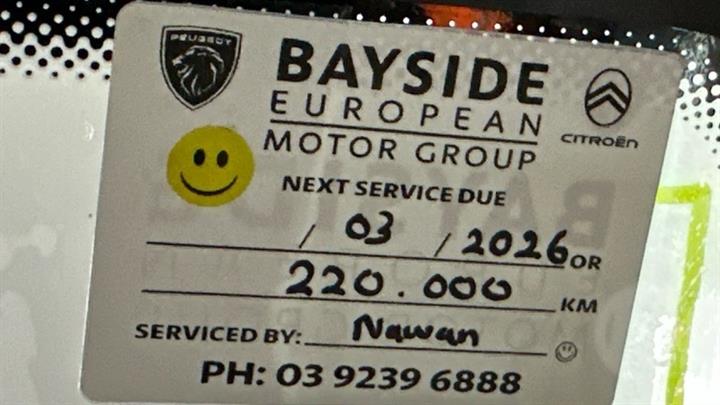 PEUGEOT
BAYSIDE
EUROPEAN
MOTOR GROUP
CITROËN
NEXT SERVICE DUE
/ 03 / 2026 OR
220.000 KM
SERVICED BY: Nawan
PH: 03 9239 6888